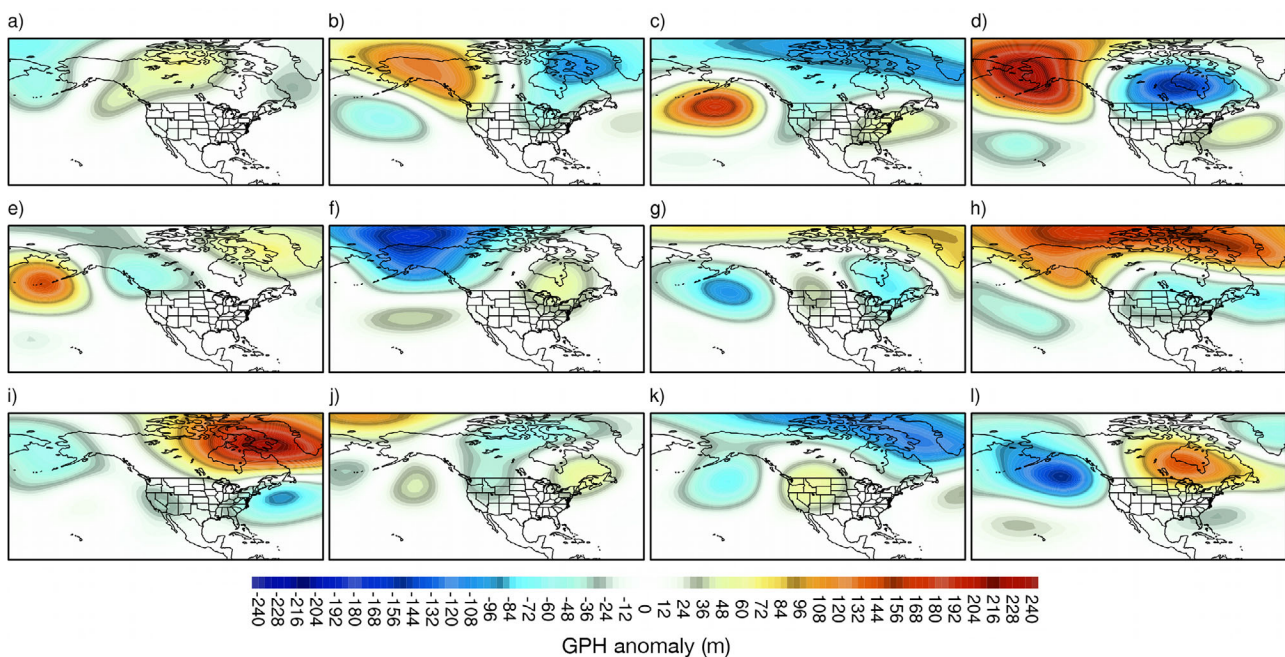 a) b) c) d)
e) f) g) h)
i) j) k) l)
-240 -228 -216 -204 -192 -180 -168 -156 -144 -132 -120 -108 -96 -84 -72 -60 -48 -36 -24 -12 0 12 24 36 48 60 72 84 96 108 120 132 144 156 168 180 192 204 216 228 240
GPH anomaly (m)